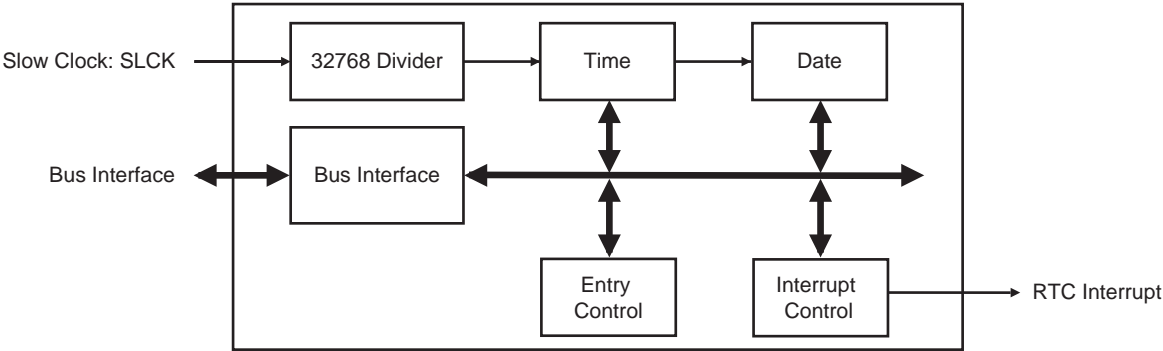 Slow Clock: SLCK
32768 Divider
Time
Date
Bus Interface
Bus Interface
Entry
Control
Interrupt
Control
RTC Interrupt